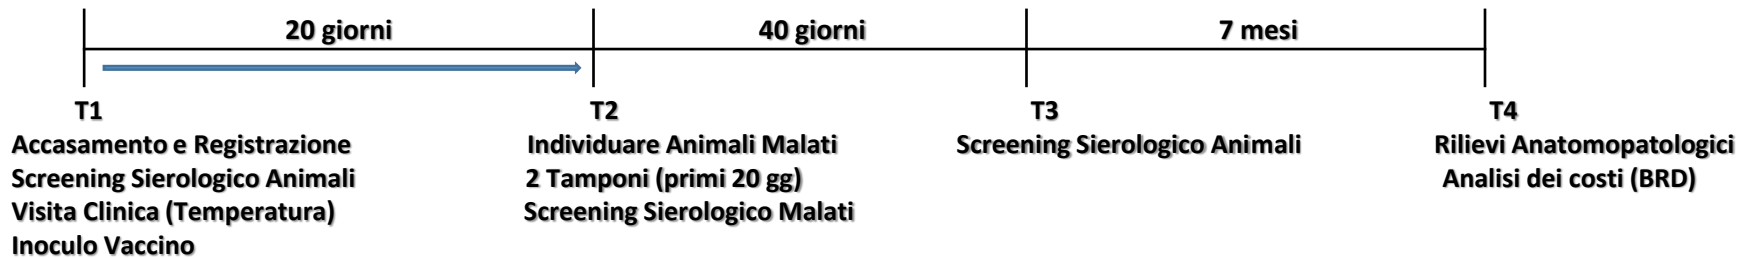 20 giorni
40 giorni
7 mesi
T1
Accasamento e Registrazione
Screening Sierologico Animali
Visita Clinica (Temperatura)
Inoculo Vaccino
T2
Individuare Animali Malati
2 Tamponi (primi 20 gg)
Screening Sierologico Malati
T3
Screening Sierologico Animali
T4
Rilievi Anatomopatologici
Analisi dei costi (BRD)